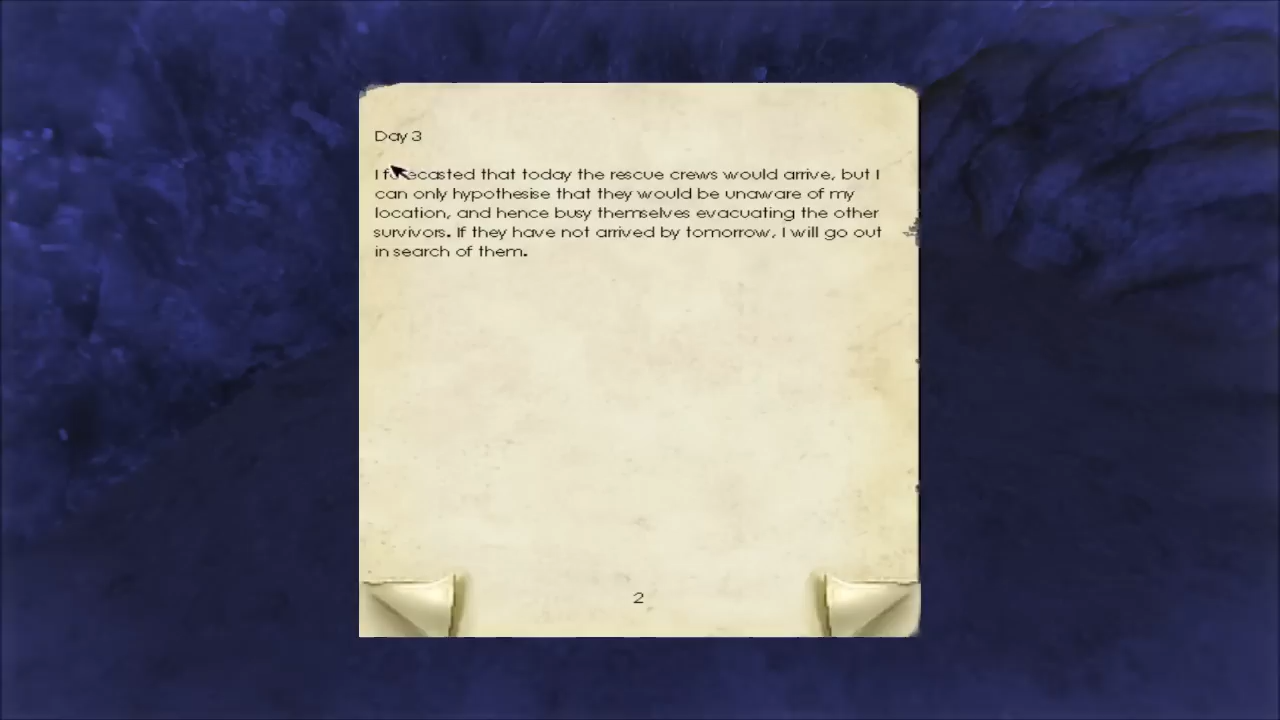 Day 3
I forecasted that today the rescue crews would arrive, but I
can only hypothesise that they would be unaware of my
location, and hence busy themselves evacuating the other
survivors. If they have not arrived by tomorrow, I will go out
in search of them.
2